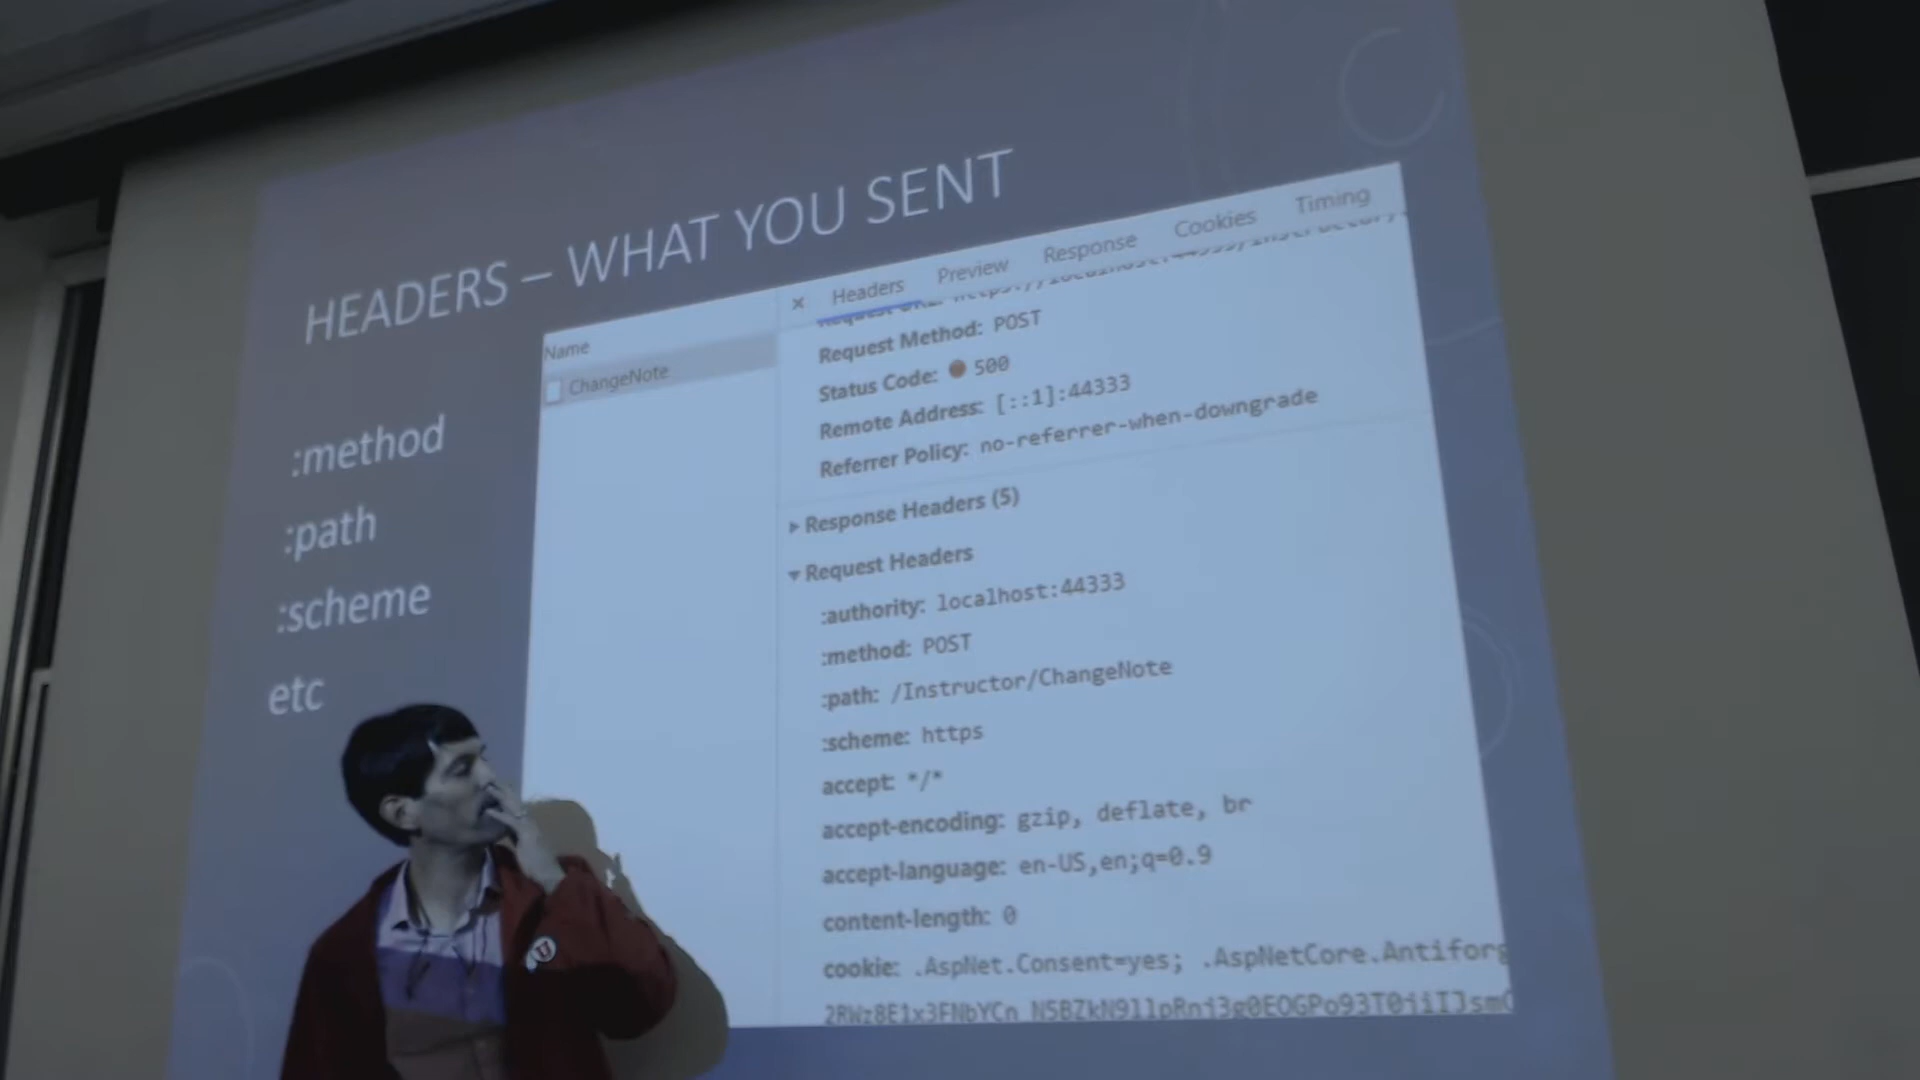 HEADERS – WHAT YOU SENT
:method
:path
:scheme
etc
Name
ChangeNote
× Headers Preview Response Cookies Timing
Request Method: POST
Status Code: 500
Remote Address: [::1]:44333
Referrer Policy: no-referrer-when-downgrade
Response Headers (5)
Request Headers
:authority: localhost:44333
:method: POST
:path: /Instructor/ChangeNote
:scheme: https
accept: */*
accept-encoding: gzip, deflate, br
accept-language: en-US,en;q=0.9
content-length: 0
cookie: .AspNet.Consent=yes; .AspNetCore.Antiforg
U